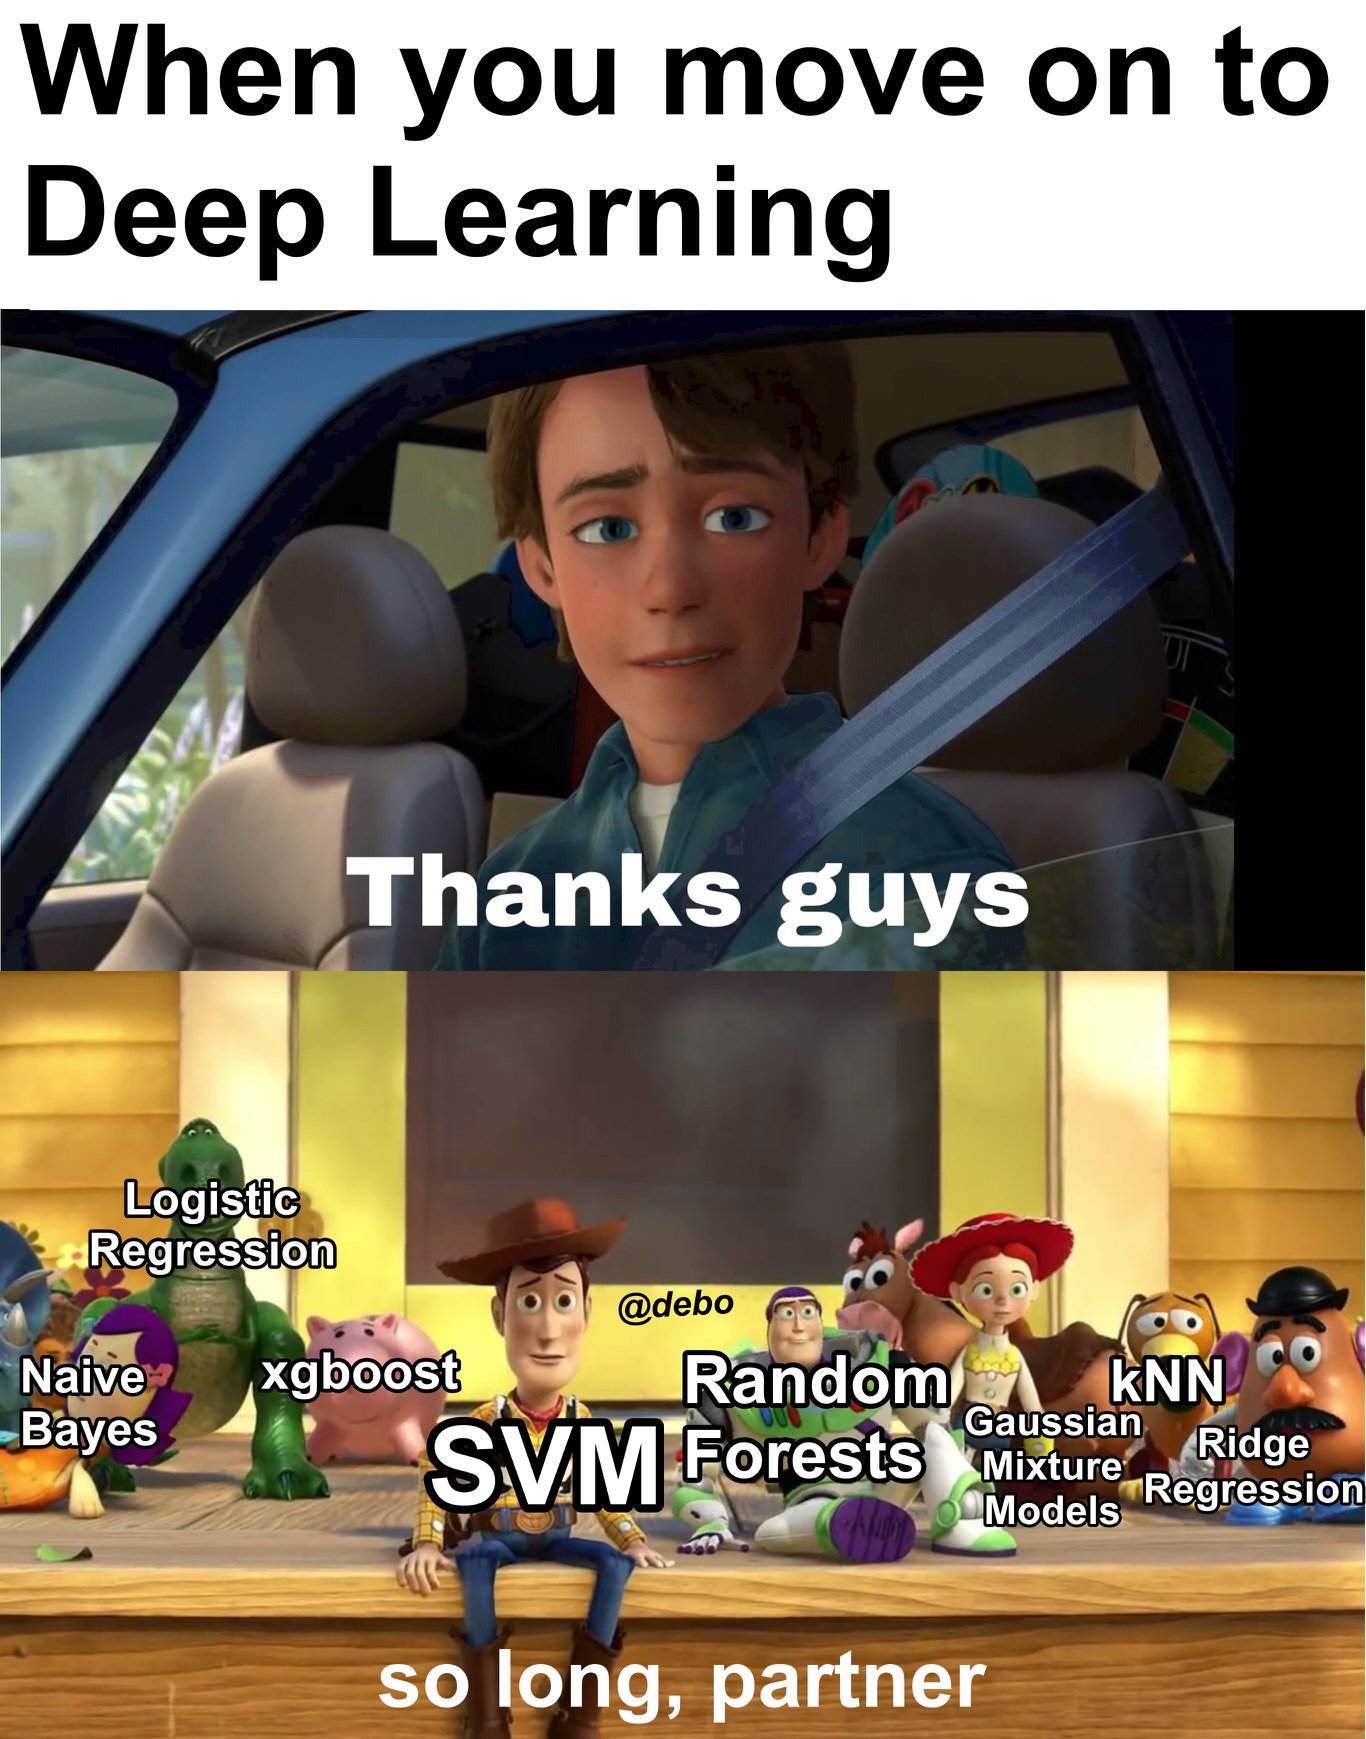 When you move on to
Deep Learning
Thanks guys
Logistic
Regression
@debo
Naive
Bayes
xgboost
SVM
Random
Forests
kNN
Gaussian
Mixture
Models
Ridge
Regression
ANDY
so long, partner